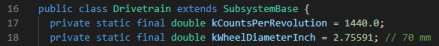 16 public class Drivetrain extends SubsystemBase {
17 private static final double kCountsPerRevolution = 1440.0;
18 private static final double kWheelDiameterInch = 2.75591; // 70 mm